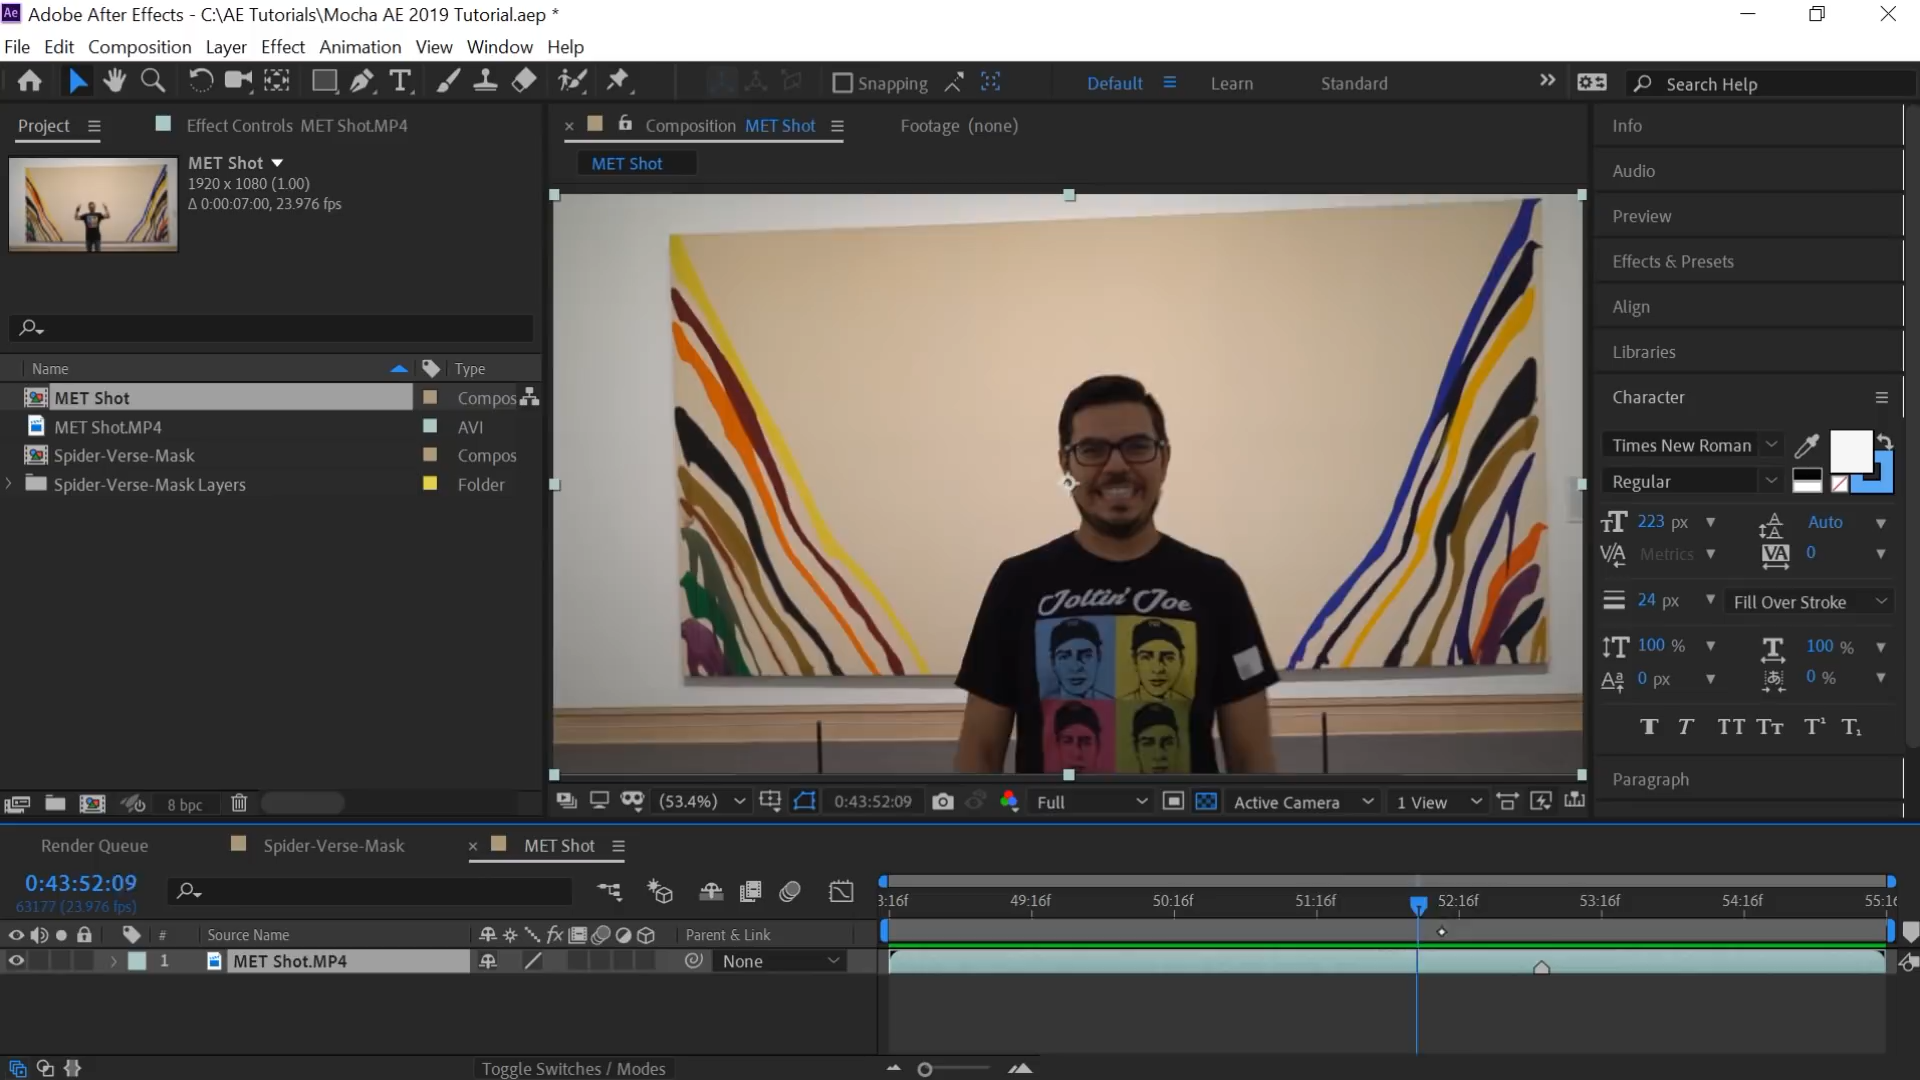 Ae Adobe After Effects - C:\AE Tutorials\Mocha AE 2019 Tutorial.aep *
File Edit Composition Layer Effect Animation View Window Help
Snapping Default Learn Standard Search Help
Project Effect Controls MET Shot.MP4
Composition MET Shot Footage (none)
MET Shot
1920 x 1080 (1.00)
Δ 0:00:07:00, 23.976 fps
MET Shot
Name Type
MET Shot Compos
MET Shot.MP4 AVI
Spider-Verse-Mask Compos
Spider-Verse-Mask Layers Folder
8 bpc
Joltin' Joe
(53.4%) 0:43:52:09 Full Active Camera 1 View
Info
Audio
Preview
Effects & Presets
Align
Libraries
Character
Times New Roman
Regular
223 px Auto
Metrics 0
24 px Fill Over Stroke
100 % 100 %
0 px 0 %
T T TT Tт T¹ T₁
Paragraph
Render Queue Spider-Verse-Mask MET Shot
0:43:52:09
63177 (23.976 fps)
3:16f 49:16f 50:16f 51:16f 52:16f 53:16f 54:16f 55:16
# Source Name Parent & Link
1 MET Shot.MP4 None
Toggle Switches / Modes